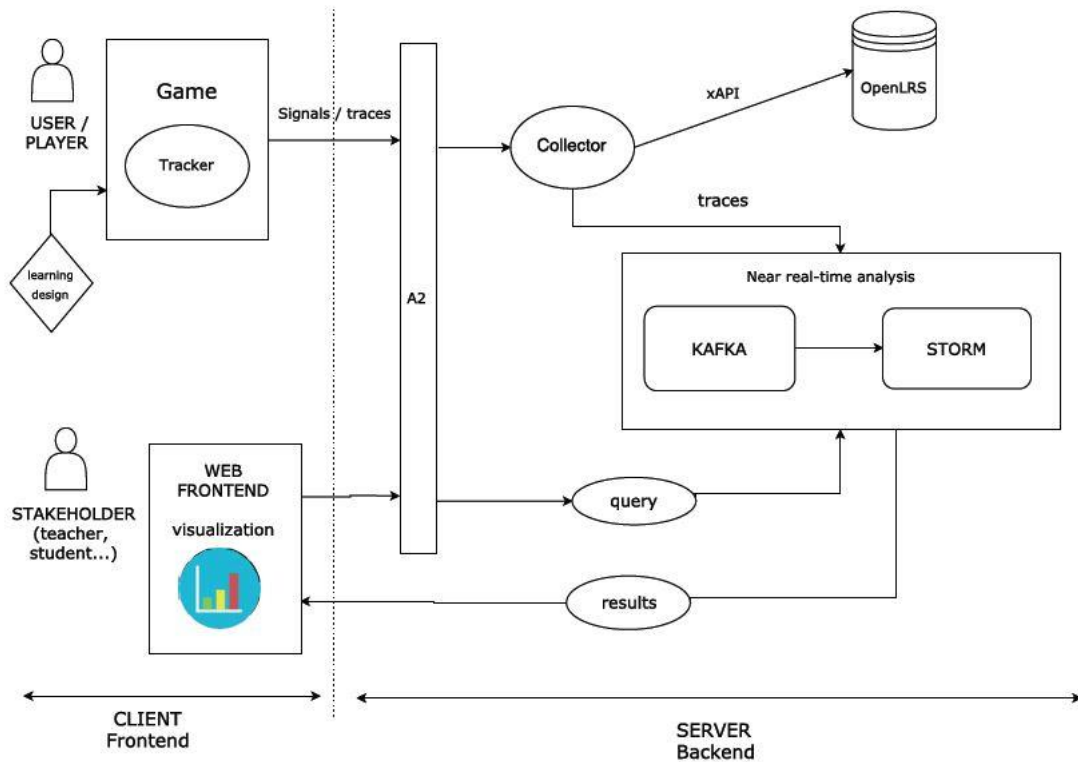 Game
Tracker
USER /
PLAYER
learning
design
Signals / traces
A2
Collector
xAPI
OpenLRS
traces
Near real-time analysis
KAFKA
STORM
STAKEHOLDER
(teacher,
student...)
WEB
FRONTEND
visualization
query
results
CLIENT
Frontend
SERVER
Backend